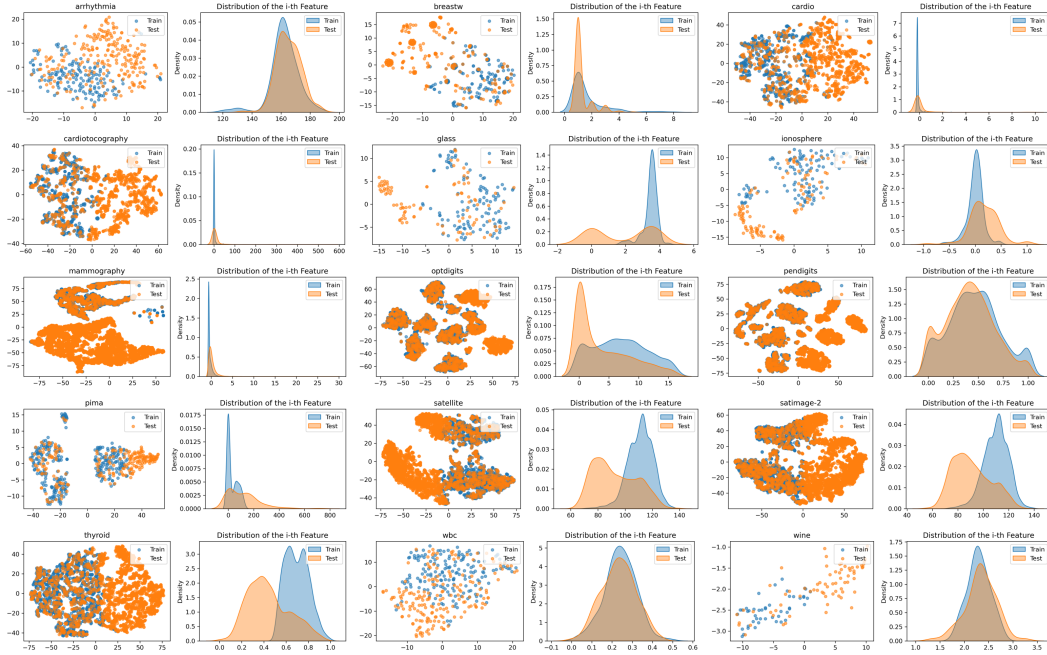 arrhythmia
Distribution of the i-th Feature
breastw
Distribution of the i-th Feature
cardio
Distribution of the i-th Feature
Train
Test
Train
Test
Train
Test
Train
Test
Train
Test
Train
Test
Density
Density
Density
cardiotocography
Distribution of the i-th Feature
glass
Distribution of the i-th Feature
ionosphere
Distribution of the i-th Feature
Train
Test
Train
Test
Train
Test
Train
Test
Train
Test
Train
Test
Density
Density
Density
mammography
Distribution of the i-th Feature
optdigits
Distribution of the i-th Feature
pendigits
Distribution of the i-th Feature
Train
Test
Train
Test
Train
Test
Train
Test
Train
Test
Train
Test
Density
Density
Density
pima
Distribution of the i-th Feature
satellite
Distribution of the i-th Feature
satimage-2
Distribution of the i-th Feature
Train
Test
Train
Test
Train
Test
Train
Test
Train
Test
Train
Test
Density
Density
Density
thyroid
Distribution of the i-th Feature
wbc
Distribution of the i-th Feature
wine
Distribution of the i-th Feature
Train
Test
Train
Test
Train
Test
Train
Test
Train
Test
Train
Test
Density
Density
Density